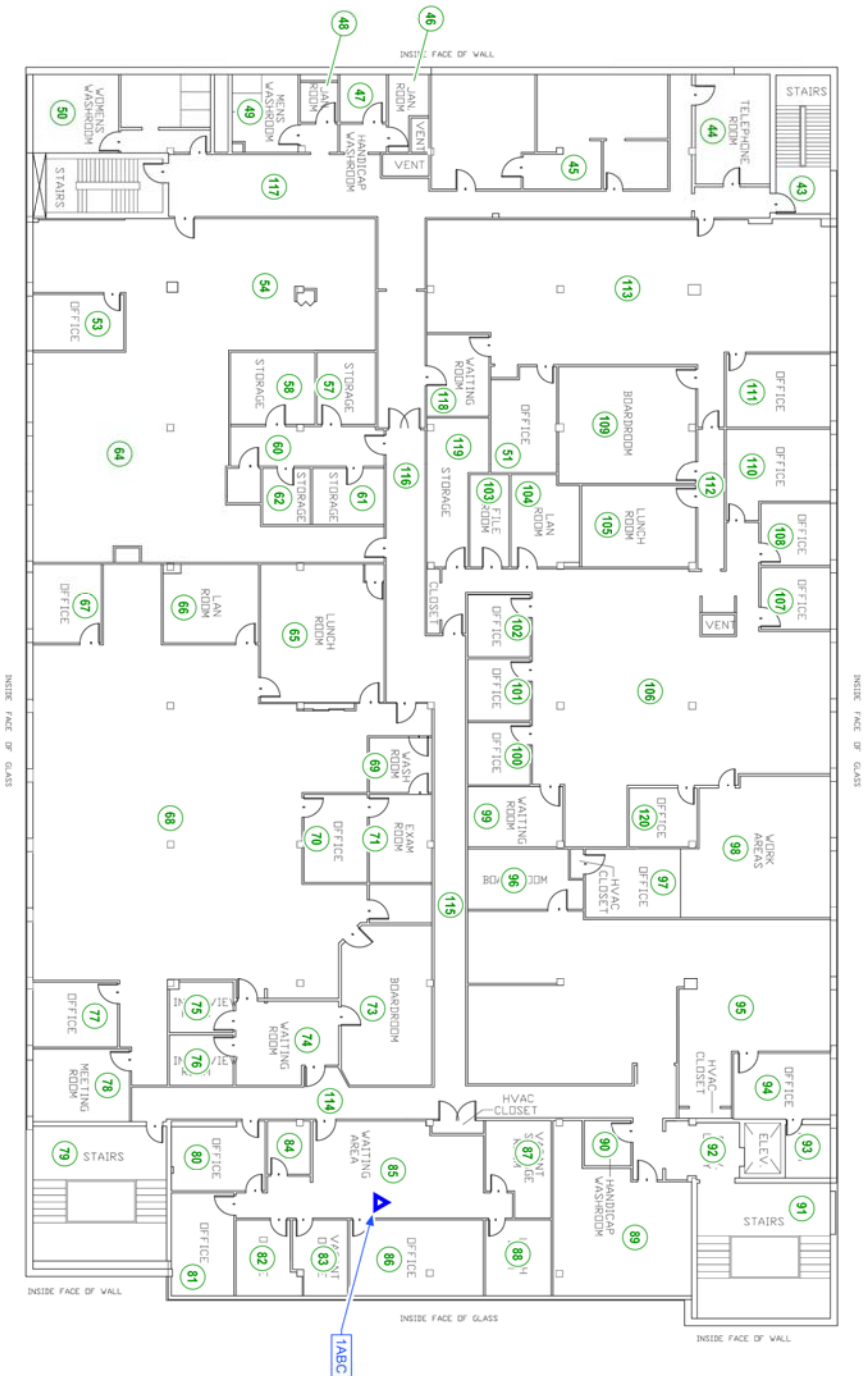 48
46
INSIDE FACE OF WALL
50
WOMENS
WASHROOM
49
MENS
WASHROOM
JAN.
ROOM
47
JAN.
ROOM
VENT
VENT
HANDICAP
WASHROOM
45
44
TELEPHONE
ROOM
STAIRS
43
STAIRS
117
54
113
53
OFFICE
STORAGE
58
57
STORAGE
WAITING
ROOM
118
OFFICE
51
BOARDROOM
109
OFFICE
111
64
60
116
119
STORAGE
112
110
OFFICE
62
STORAGE
61
STORAGE
103
FILE
ROOM
104
LAN
ROOM
105
LUNCH
ROOM
108
OFFICE
67
OFFICE
66
LAN
ROOM
65
LUNCH
ROOM
CLOSET
102
OFFICE
107
OFFICE
VENT
101
OFFICE
106
100
OFFICE
INSIDE FACE OF GLASS
INSIDE FACE OF GLASS
68
69
WASH
ROOM
70
OFFICE
71
EXAM
ROOM
99
WAITING
ROOM
120
OFFICE
98
WORK
AREAS
115
96
HVAC
CLOSET
97
OFFICE
77
OFFICE
75
76
74
WAITING
ROOM
73
BOARDROOM
95
78
MEETING
ROOM
114
HVAC
CLOSET
HVAC
CLOSET
94
OFFICE
79
STAIRS
80
OFFICE
84
85
WAITING
AREA
87
VACANT
90
HANDICAP
WASHROOM
92
ELEV.
93
81
OFFICE
82
83
VACANT
86
OFFICE
88
89
91
STAIRS
INSIDE FACE OF WALL
INSIDE FACE OF GLASS
INSIDE FACE OF WALL
1ABC